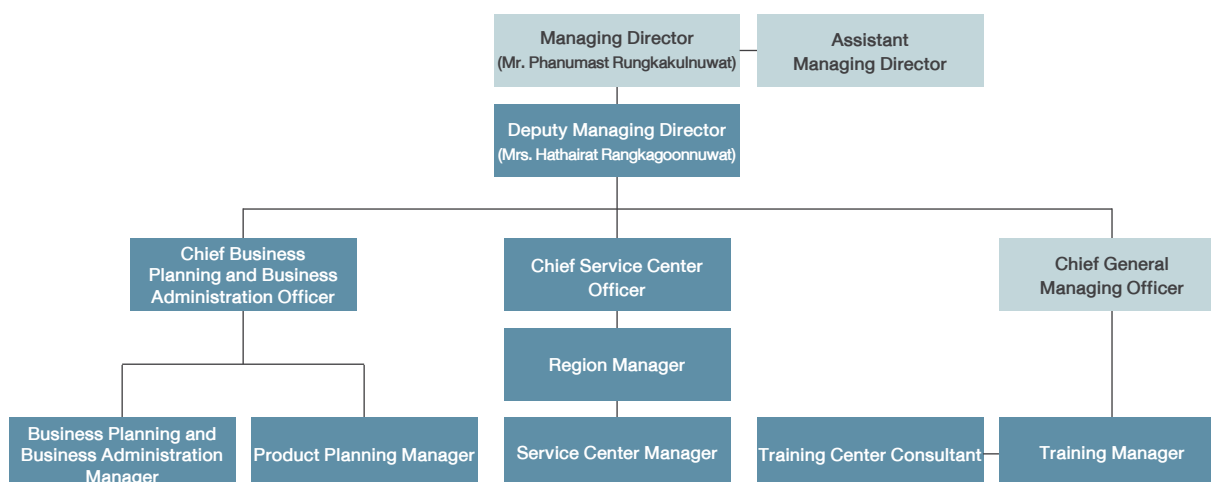 Managing Director
(Mr. Phanumast Rungkakulnuwat)
Assistant
Managing Director
Deputy Managing Director
(Mrs. Hathairat Rangkagoonnuwat)
Chief Business
Planning and Business
Administration Officer
Chief Service Center
Officer
Chief General
Managing Officer
Region Manager
Business Planning and
Business Administration
Manager
Product Planning Manager
Service Center Manager
Training Center Consultant
Training Manager